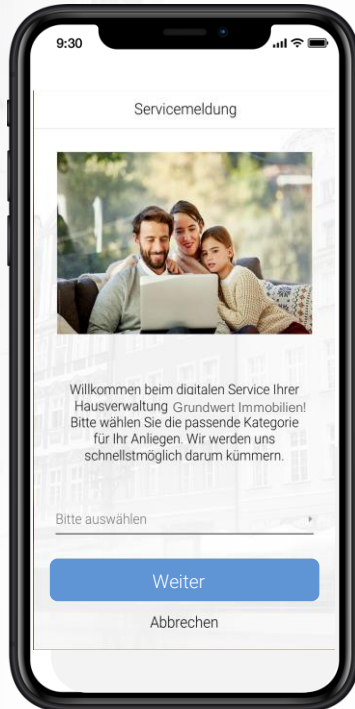 9:30
Servicemeldung
Willkommen beim digitalen Service Ihrer
Hausverwaltung Grundwert Immobilien!
Bitte wählen Sie die passende Kategorie
für Ihr Anliegen. Wir werden uns
schnellstmöglich darum kümmern.
Bitte auswählen
Weiter
Abbrechen